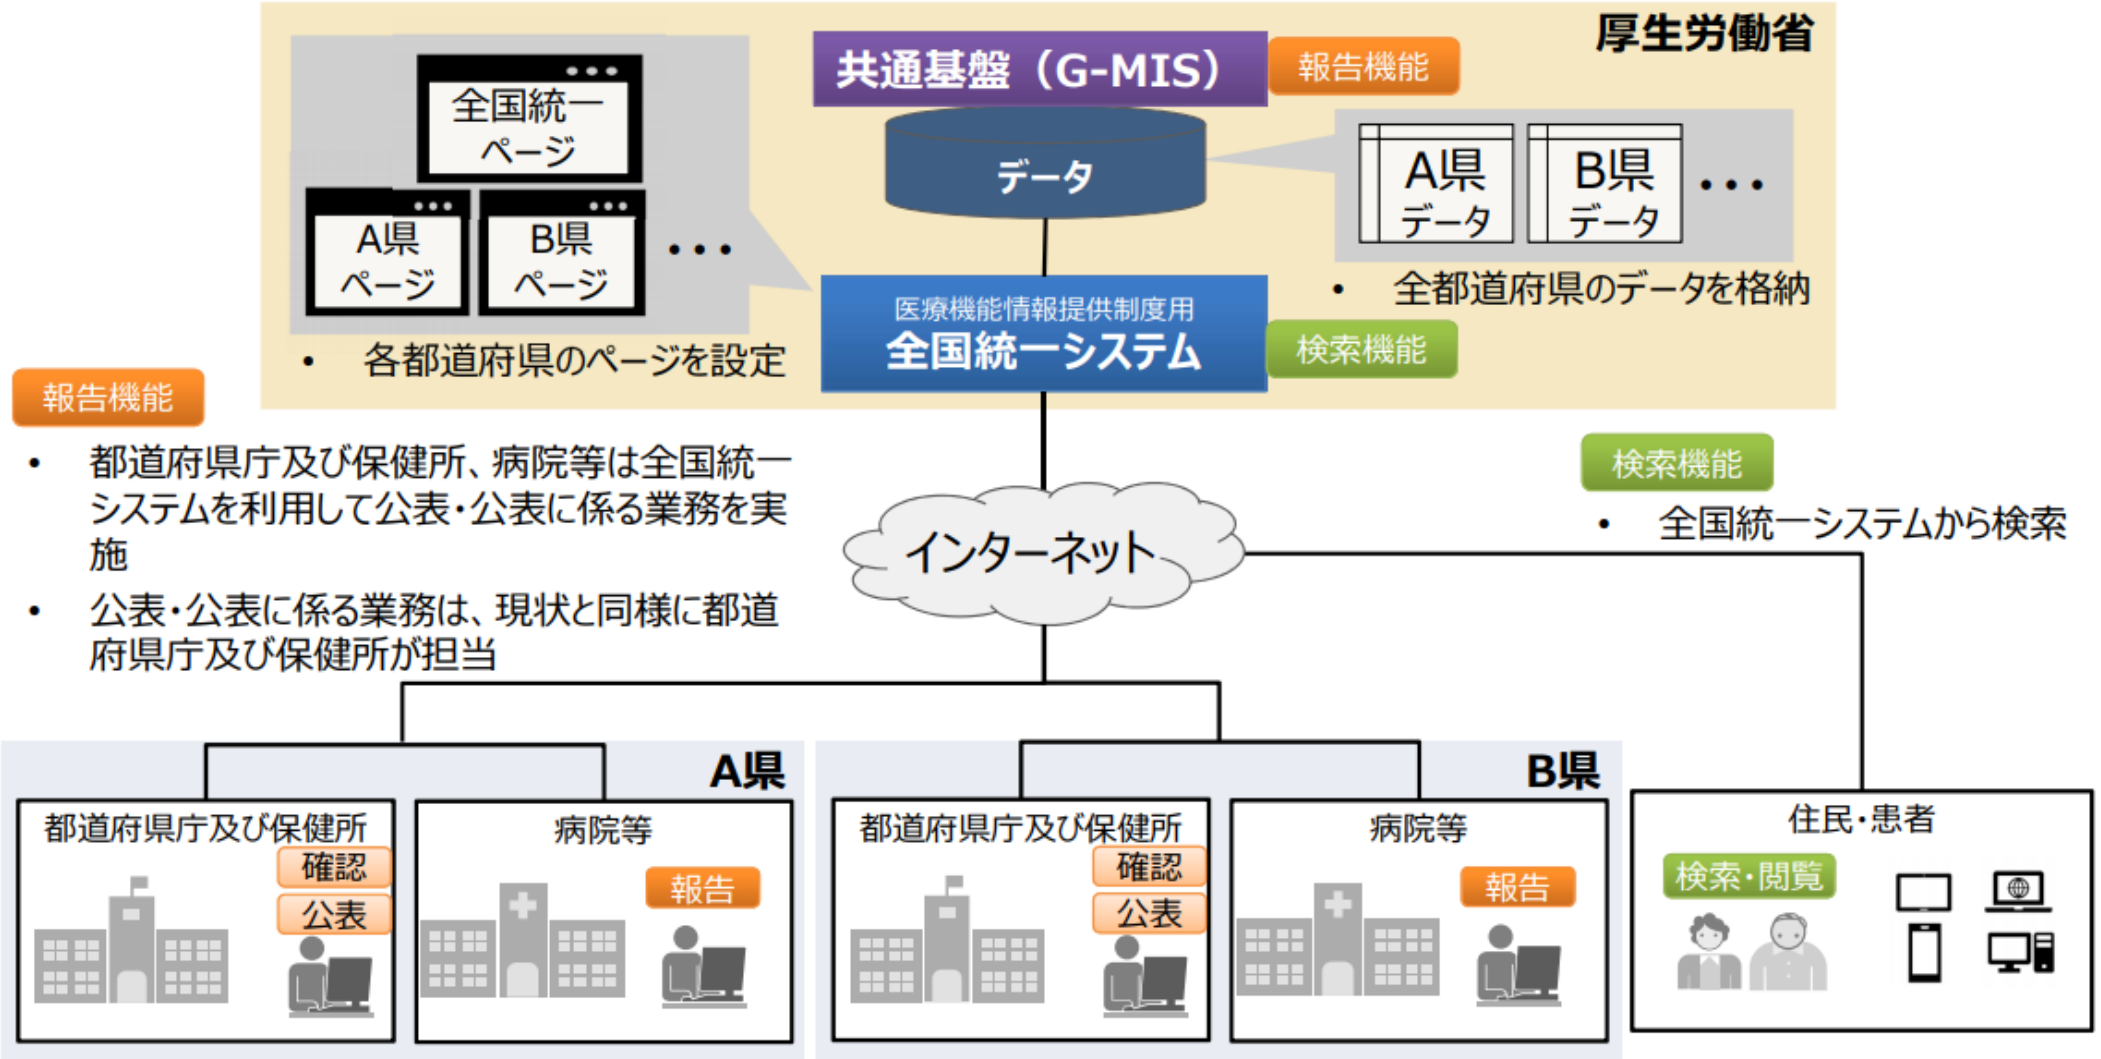 厚生労働省
共通基盤（G-MIS）
報告機能
全国統一
ページ
A県
ページ
B県
ページ
・・・
• 各都道府県のページを設定
データ
A県
データ
B県
データ
・・・
• 全都道府県のデータを格納
医療機能情報提供制度用
全国統一システム
検索機能
報告機能
• 都道府県庁及び保健所、病院等は全国統一
システムを利用して公表・公表に係る業務を実
施
• 公表・公表に係る業務は、現状と同様に都道
府県庁及び保健所が担当
検索機能
• 全国統一システムから検索
インターネット
A県
都道府県庁及び保健所
確認
公表
病院等
報告
B県
都道府県庁及び保健所
確認
公表
病院等
報告
住民・患者
検索・閲覧